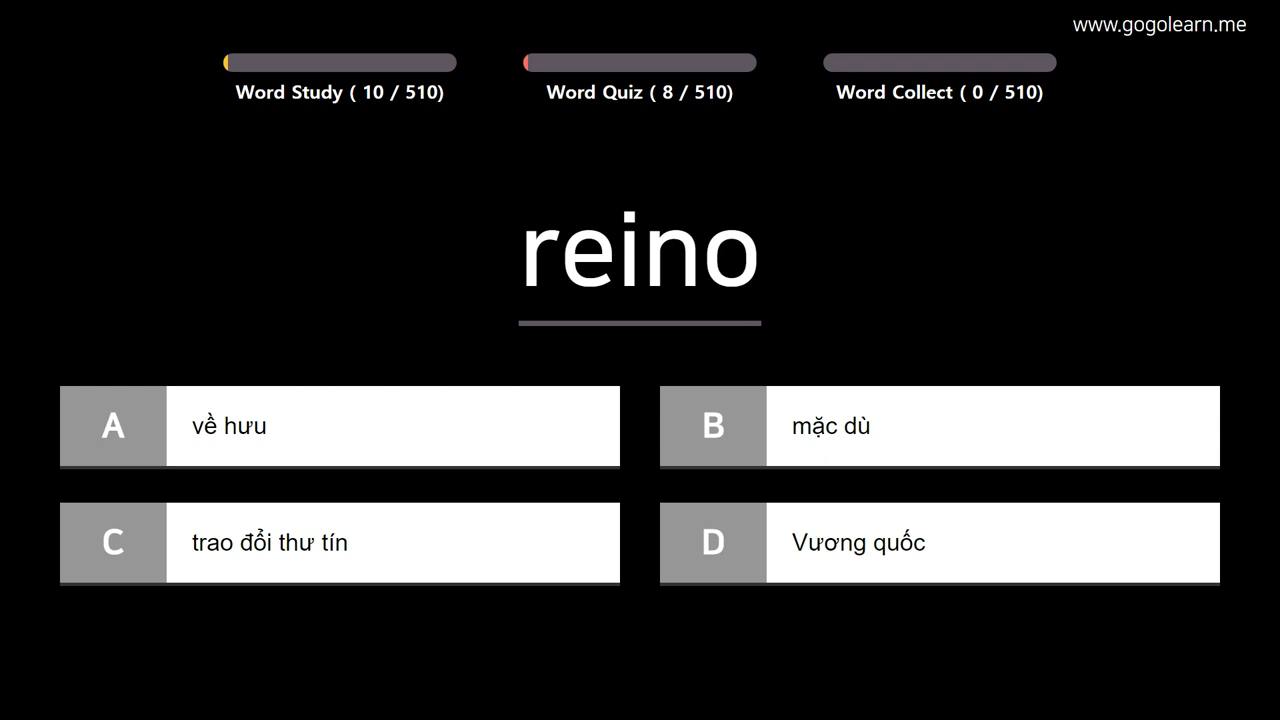 www.gogolearn.me
Word Study ( 10 / 510)
Word Quiz ( 8 / 510)
Word Collect ( 0 / 510)
reino
A về hưu
B mặc dù
C trao đổi thư tín
D Vương quốc